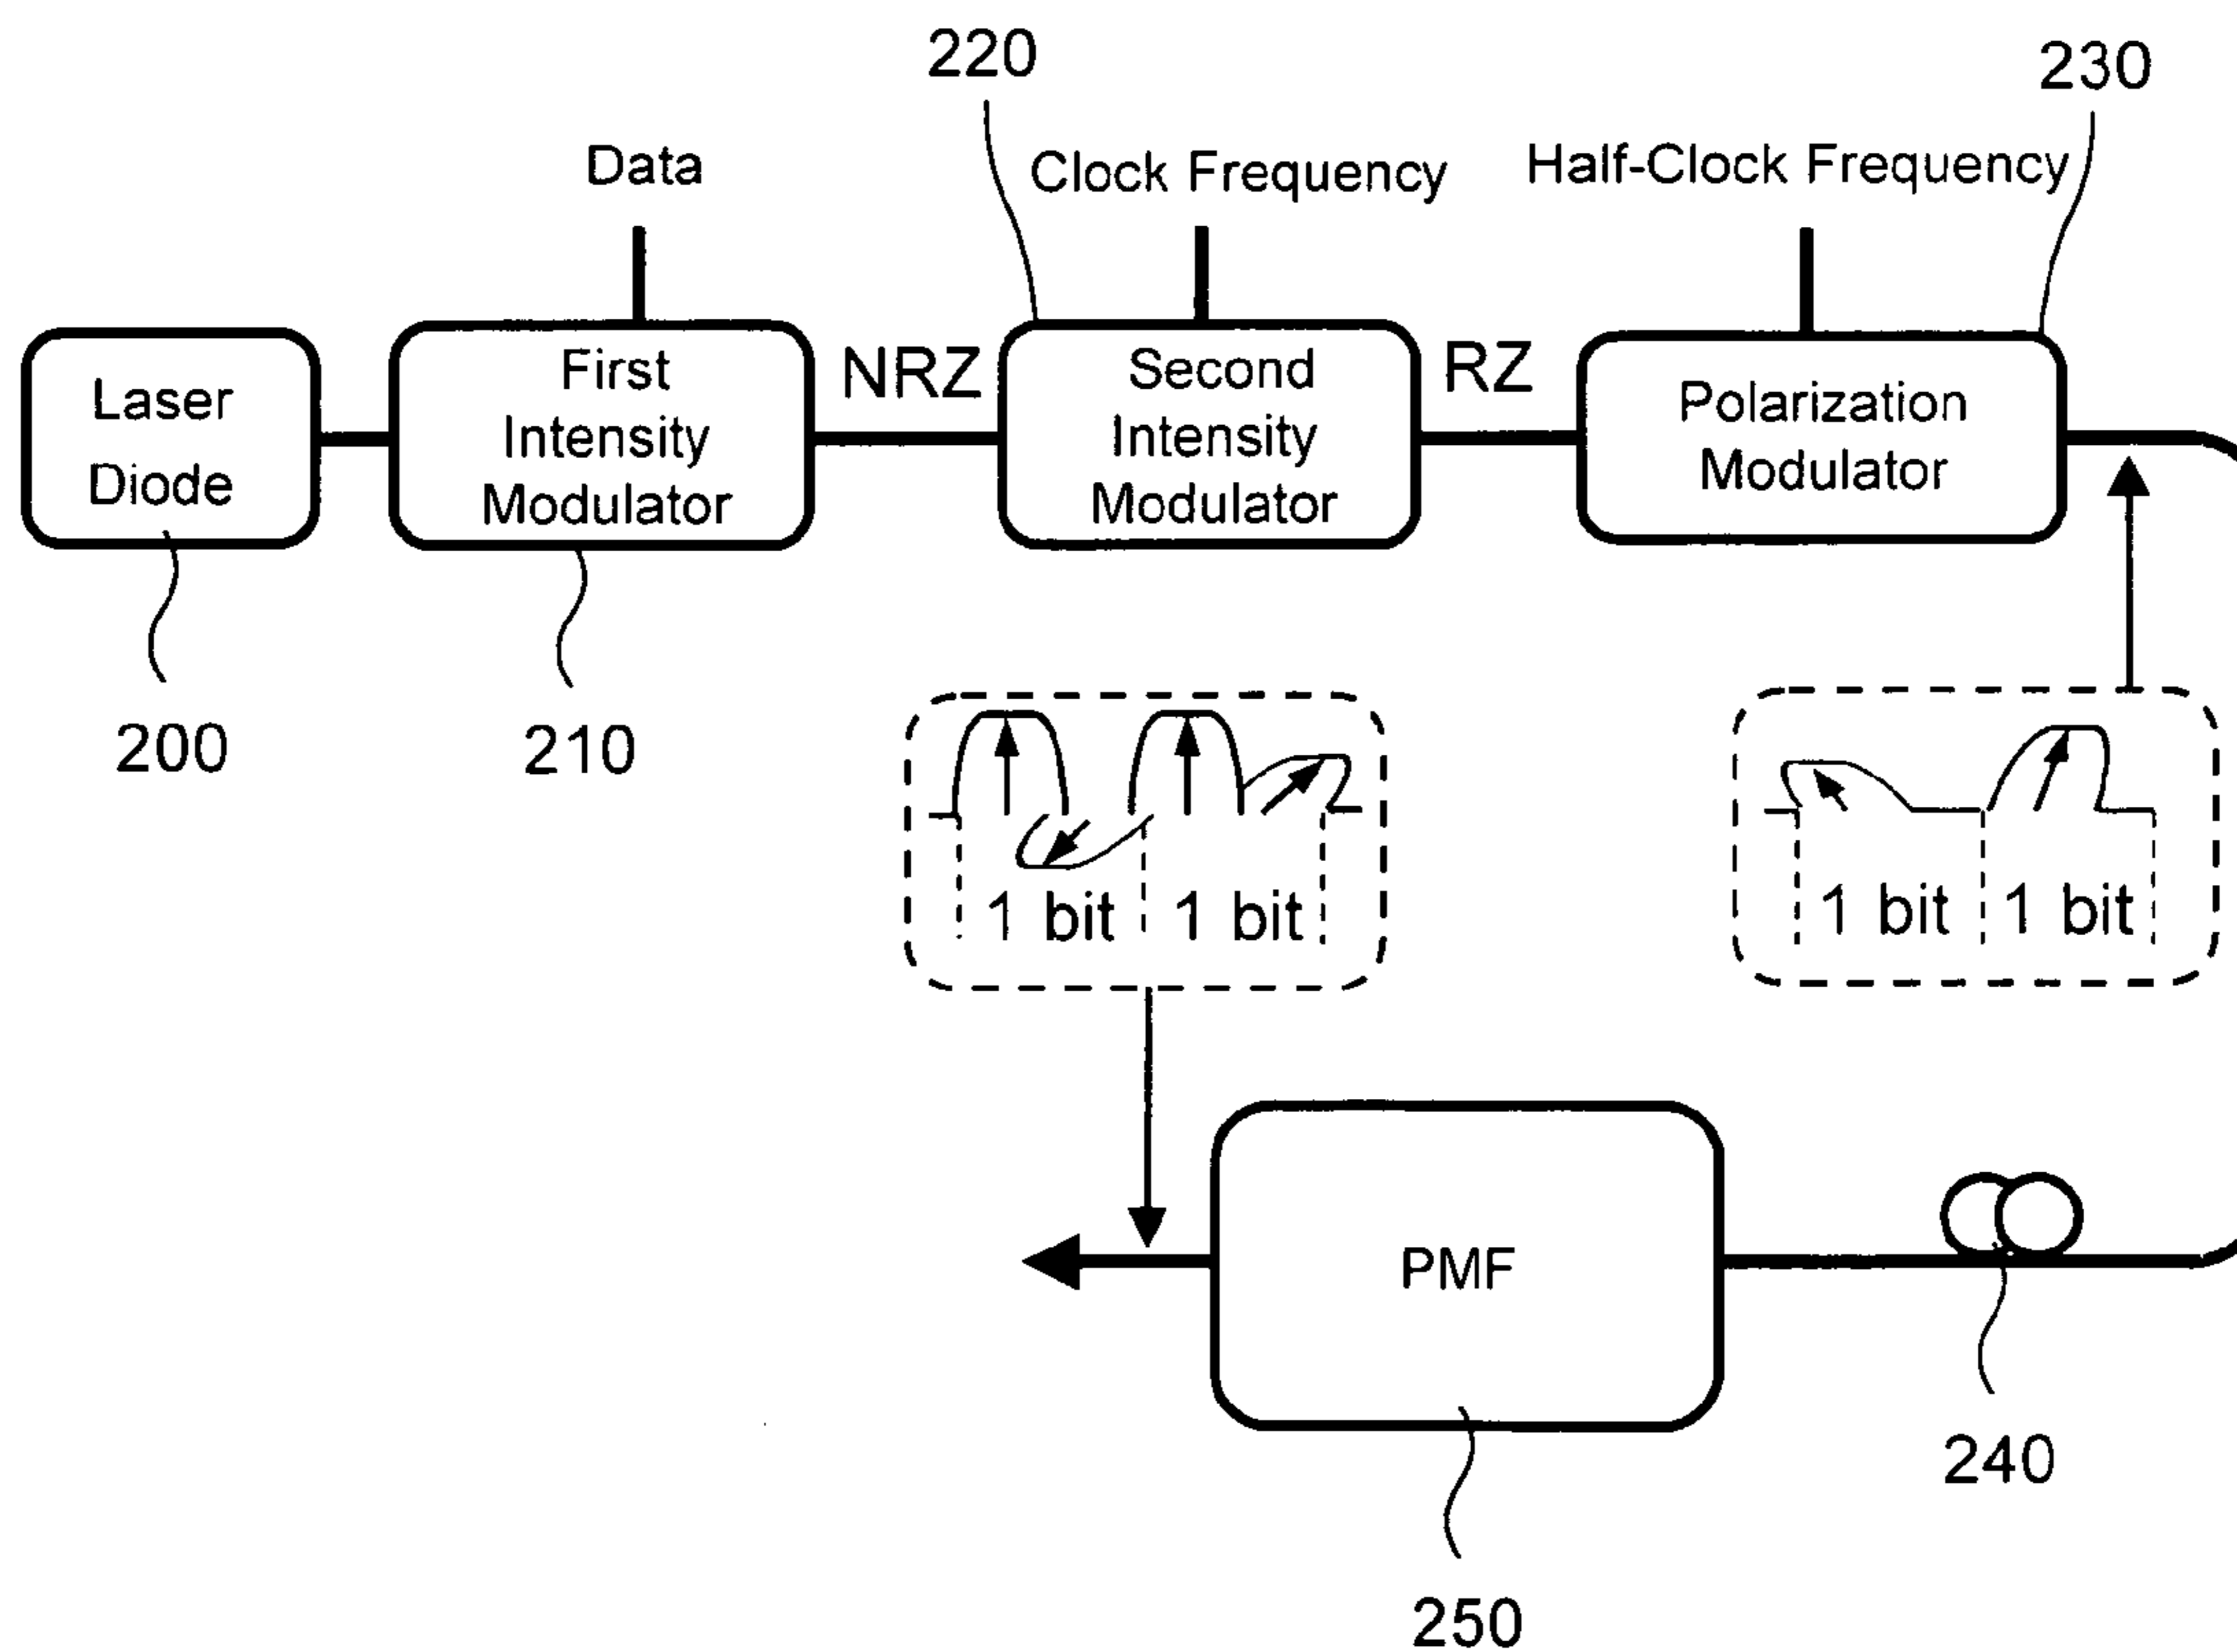 220
230
Data
Clock Frequency
Half-Clock Frequency
Laser
Diode
First
Intensity
Modulator
NRZ
Second
Intensity
Modulator
RZ
Polarization
Modulator
200
210
1 bit
1 bit
1 bit
1 bit
PMF
240
250